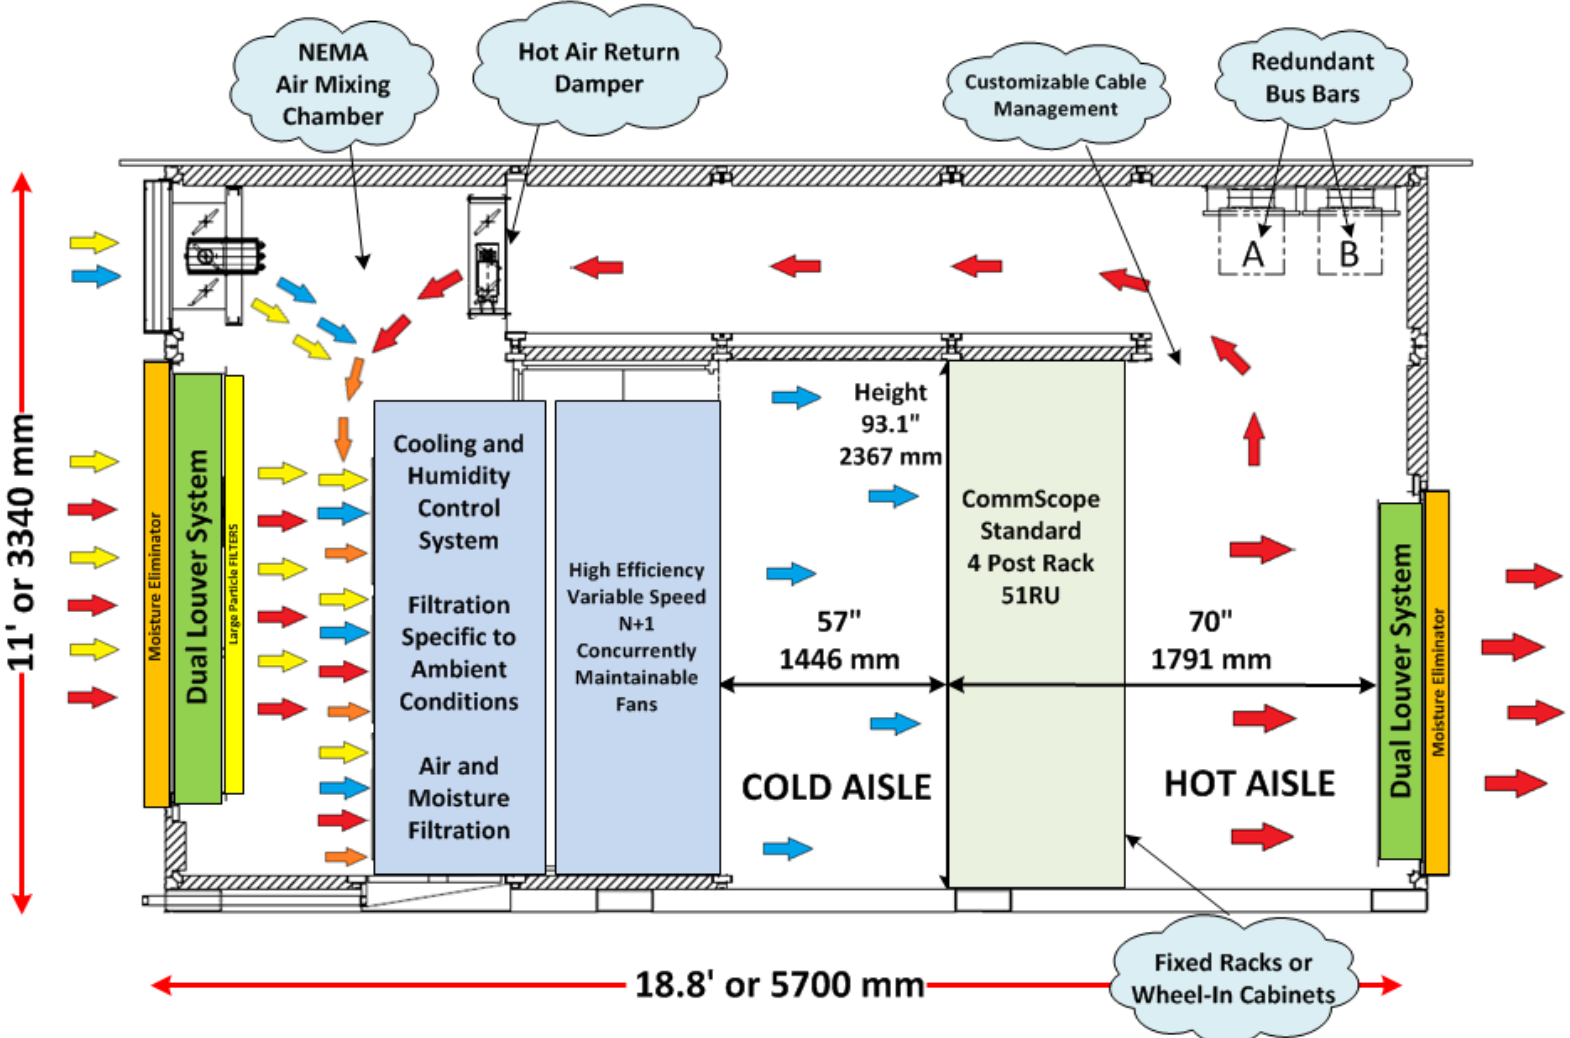 NEMA
Air Mixing
Chamber
Hot Air Return
Damper
Customizable Cable
Management
Redundant
Bus Bars
A
B
11' or 3340 mm
Moisture Eliminator
Dual Louver System
Large Particle FILTERS
Cooling and
Humidity
Control
System
Filtration
Specific to
Ambient
Conditions
Air and
Moisture
Filtration
High Efficiency
Variable Speed
N+1
Concurrently
Maintainable
Fans
Height
93.1"
2367 mm
57"
1446 mm
COLD AISLE
CommScope
Standard
4 Post Rack
51RU
70"
1791 mm
HOT AISLE
Dual Louver System
Moisture Eliminator
Fixed Racks or
Wheel-In Cabinets
18.8' or 5700 mm